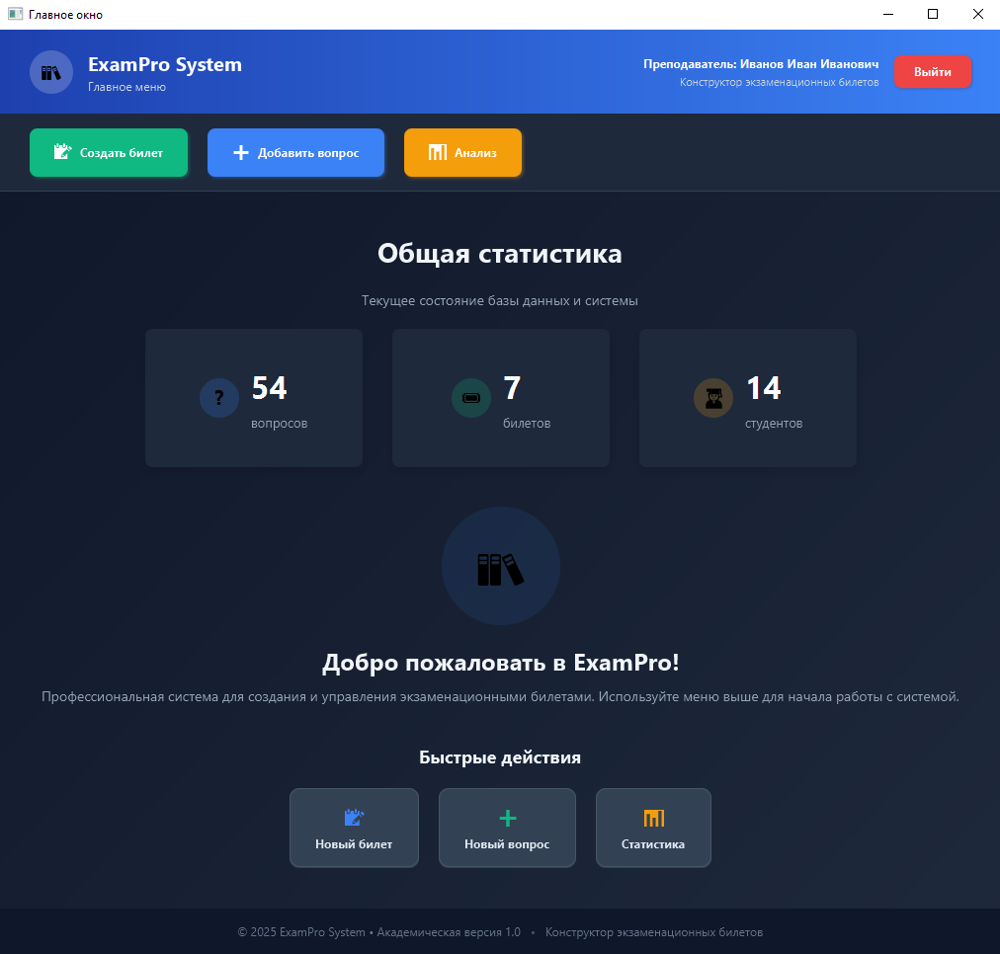 Главное окно
ExamPro System
Главное меню
Преподаватель: Иванов Иван Иванович
Конструктор экзаменационных билетов
Выйти
Создать билет
Добавить вопрос
Анализ
Общая статистика
Текущее состояние базы данных и системы
?
54
вопросов
7
билетов
14
студентов
Добро пожаловать в ExamPro!
Профессиональная система для создания и управления экзаменационными билетами. Используйте меню выше для начала работы с системой.
Быстрые действия
Новый билет
Новый вопрос
Статистика
© 2025 ExamPro System • Академическая версия 1.0 • Конструктор экзаменационных билетов